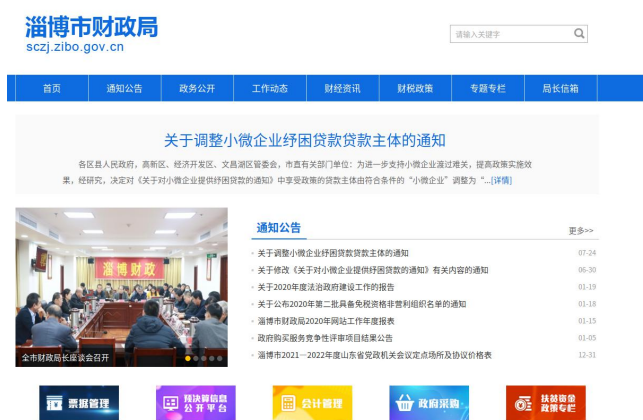 淄博市财政局
sczj.zibo.gov.cn
请输入关键字
首页 通知公告 政务公开 工作动态 财经资讯 财税政策 专题专栏 局长信箱
关于调整小微企业纾困贷款贷款主体的通知
各区县人民政府，高新区、经济开发区、文昌湖区管委会，市直有关部门单位：为进一步支持小微企业渡过难关，提高政策实施效
果，经研究，决定对《关于对小微企业提供纾困贷款的通知》中享受政策的贷款主体由符合条件的“小微企业”调整为“...[详情]
淄博财政
全市财政局长座谈会召开
通知公告 更多>>
关于调整小微企业纾困贷款贷款主体的通知 07-24
关于修改《关于对小微企业提供纾困贷款的通知》有关内容的通知 06-30
关于2020年度法治政府建设工作的报告 01-19
关于公布2020年第二批具备免税资格非营利组织名单的通知 01-18
淄博市财政局2020年网站工作年度报表 01-15
政府购买服务竞争性评审项目结果公告 01-05
淄博市2021—2022年度山东省党政机关会议定点场所及协议价格表 12-31
票据管理
预决算信息
公开平台
会计管理
政府采购
扶贫资金
政策专栏